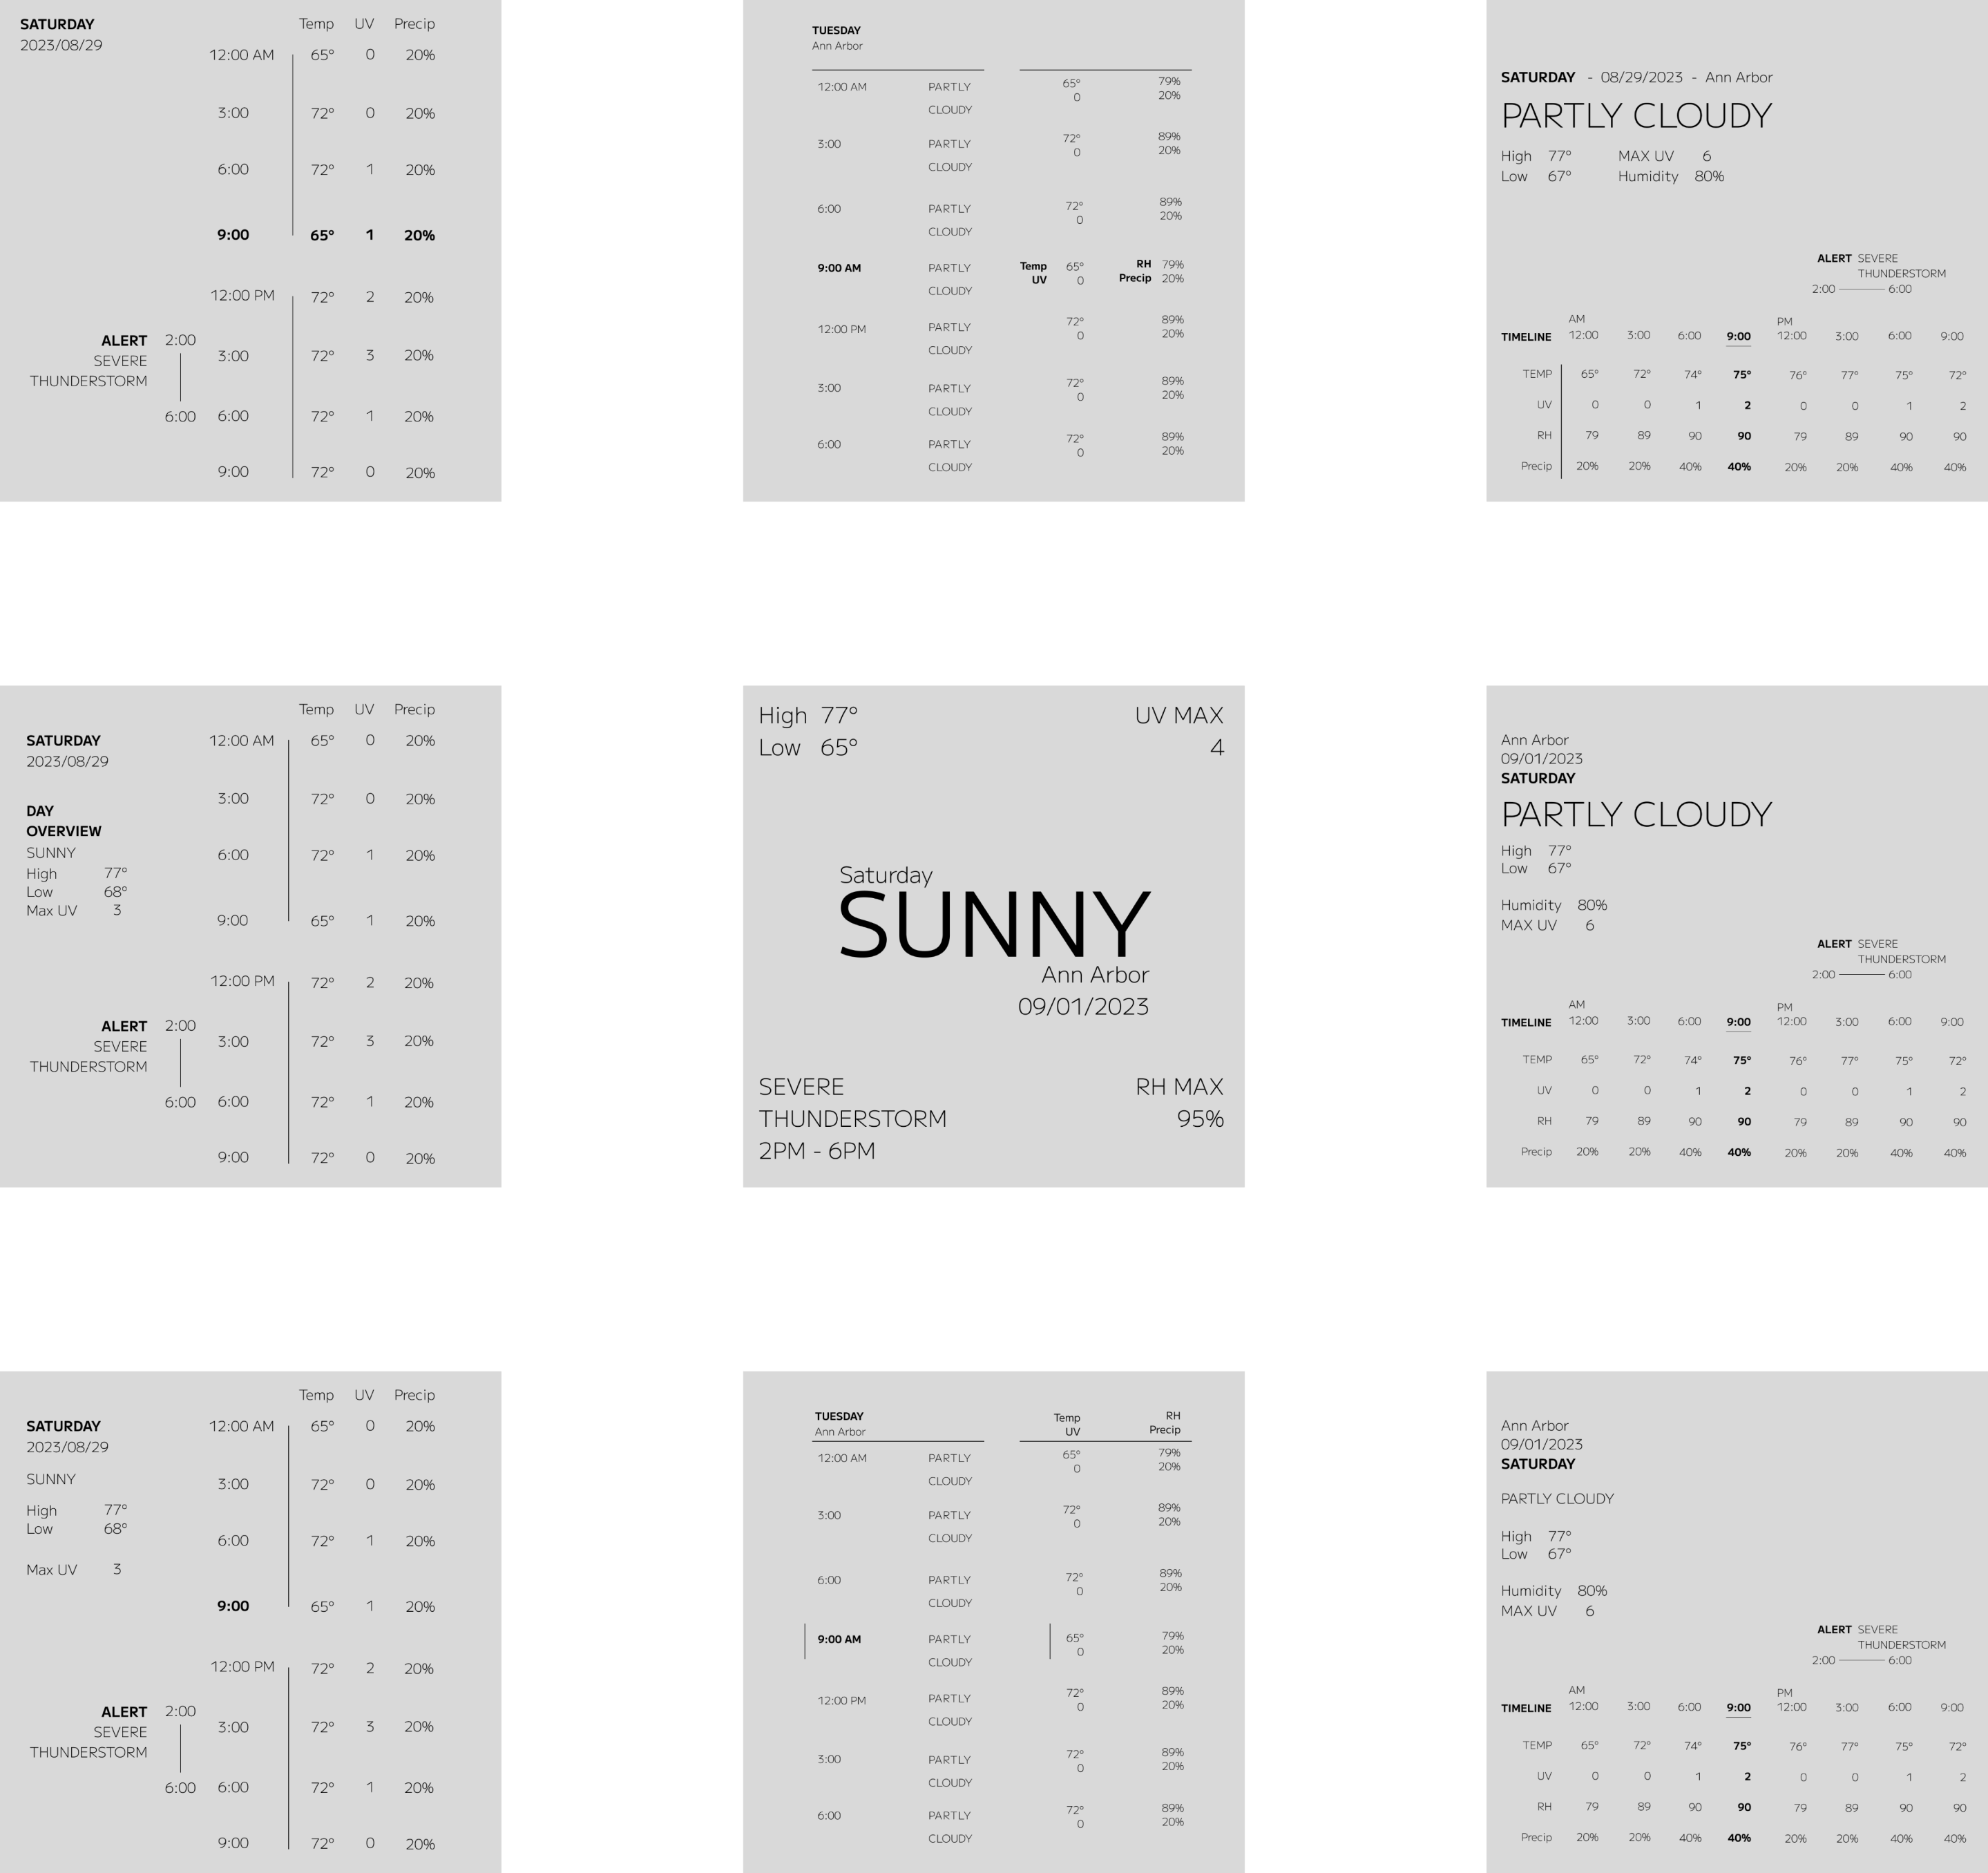 SATURDAY
2023/08/29
Temp UV Precip
12:00 AM 65° 0 20%
3:00 72° 0 20%
6:00 72° 1 20%
9:00 65° 1 20%
12:00 PM 72° 2 20%
ALERT 2:00
SEVERE
THUNDERSTORM
3:00 72° 3 20%
6:00
6:00 72° 1 20%
9:00 72° 0 20%
TUESDAY
Ann Arbor
12:00 AM PARTLY CLOUDY 65° 0 79% 20%
3:00 PARTLY CLOUDY 72° 0 89% 20%
6:00 PARTLY CLOUDY 72° 0 89% 20%
9:00 AM PARTLY CLOUDY Temp 65° UV 0 RH 79% Precip 20%
12:00 PM PARTLY CLOUDY 72° 0 89% 20%
3:00 PARTLY CLOUDY 72° 0 89% 20%
6:00 PARTLY CLOUDY 72° 0 89% 20%
SATURDAY - 08/29/2023 - Ann Arbor
PARTLY CLOUDY
High 77° MAX UV 6
Low 67° Humidity 80%
ALERT SEVERE
THUNDERSTORM
2:00 6:00
AM PM
TIMELINE 12:00 3:00 6:00 9:00 12:00 3:00 6:00 9:00
TEMP 65° 72° 74° 75° 76° 77° 75° 72°
UV 0 0 1 2 0 0 1 2
RH 79 89 90 90 79 89 90 90
Precip 20% 20% 40% 40% 20% 20% 40% 40%
Temp UV Precip
SATURDAY
2023/08/29
DAY
OVERVIEW
SUNNY
High 77°
Low 68°
Max UV 3
12:00 AM 65° 0 20%
3:00 72° 0 20%
6:00 72° 1 20%
9:00 65° 1 20%
12:00 PM 72° 2 20%
ALERT 2:00
SEVERE
THUNDERSTORM
3:00 72° 3 20%
6:00
6:00 72° 1 20%
9:00 72° 0 20%
High 77°
Low 65°
UV MAX
4
Saturday
SUNNY
Ann Arbor
09/01/2023
SEVERE
THUNDERSTORM
2PM - 6PM
RH MAX
95%
Ann Arbor
09/01/2023
SATURDAY
PARTLY CLOUDY
High 77°
Low 67°
Humidity 80%
MAX UV 6
ALERT SEVERE
THUNDERSTORM
2:00 6:00
AM PM
TIMELINE 12:00 3:00 6:00 9:00 12:00 3:00 6:00 9:00
TEMP 65° 72° 74° 75° 76° 77° 75° 72°
UV 0 0 1 2 0 0 1 2
RH 79 89 90 90 79 89 90 90
Precip 20% 20% 40% 40% 20% 20% 40% 40%
Temp UV Precip
SATURDAY
2023/08/29
SUNNY
High 77°
Low 68°
Max UV 3
12:00 AM 65° 0 20%
3:00 72° 0 20%
6:00 72° 1 20%
9:00 65° 1 20%
12:00 PM 72° 2 20%
ALERT 2:00
SEVERE
THUNDERSTORM
3:00 72° 3 20%
6:00
6:00 72° 1 20%
9:00 72° 0 20%
TUESDAY
Ann Arbor
Temp
UV
RH
Precip
12:00 AM PARTLY CLOUDY 65° 0 79% 20%
3:00 PARTLY CLOUDY 72° 0 89% 20%
6:00 PARTLY CLOUDY 72° 0 89% 20%
9:00 AM PARTLY CLOUDY 65° 0 79% 20%
12:00 PM PARTLY CLOUDY 72° 0 89% 20%
3:00 PARTLY CLOUDY 72° 0 89% 20%
6:00 PARTLY CLOUDY 72° 0 89% 20%
Ann Arbor
09/01/2023
SATURDAY
PARTLY CLOUDY
High 77°
Low 67°
Humidity 80%
MAX UV 6
ALERT SEVERE
THUNDERSTORM
2:00 6:00
AM PM
TIMELINE 12:00 3:00 6:00 9:00 12:00 3:00 6:00 9:00
TEMP 65° 72° 74° 75° 76° 77° 75° 72°
UV 0 0 1 2 0 0 1 2
RH 79 89 90 90 79 89 90 90
Precip 20% 20% 40% 40% 20% 20% 40% 40%